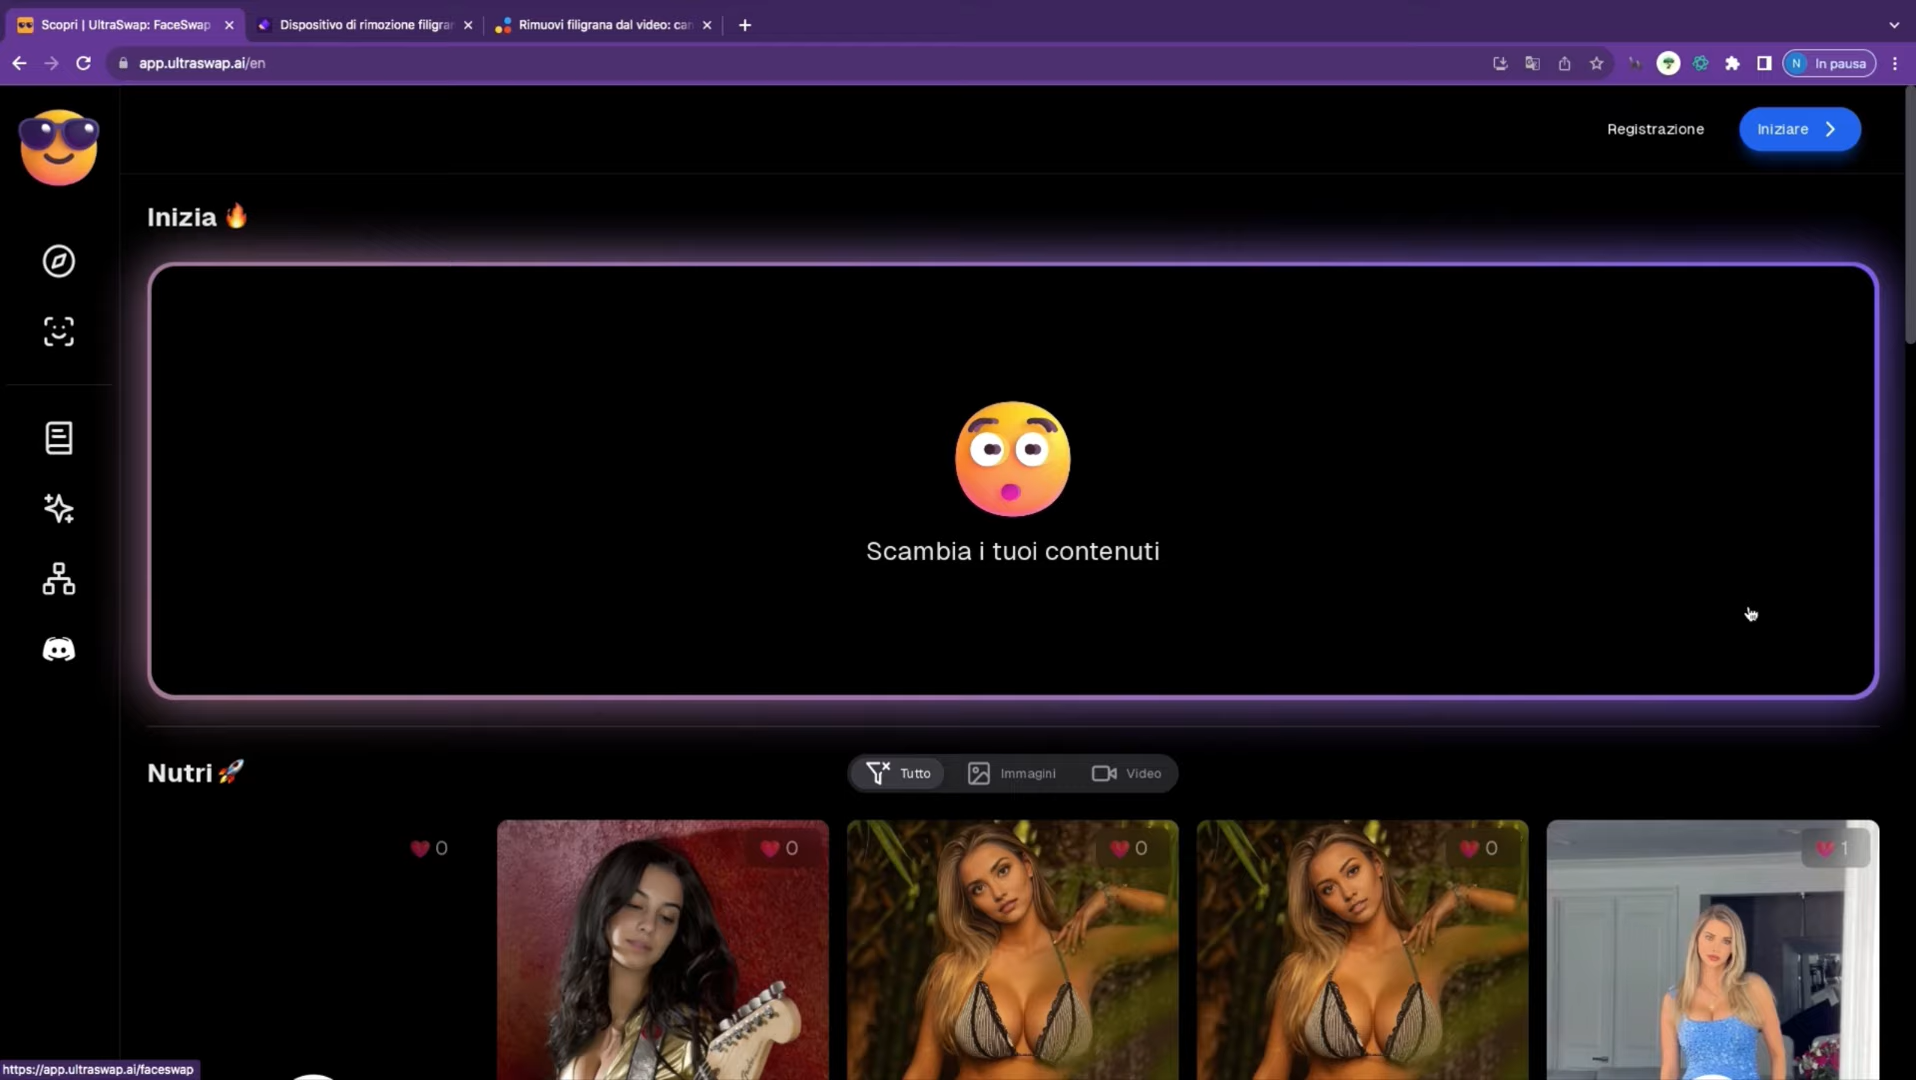 Scopri | UltraSwap: FaceSwap
Dispositivo di rimozione filigra
Rimuovi filigrana dal video: can
app.ultraswap.ai/en
N
In pausa
Registrazione
Iniziare
Inizia
Scambia i tuoi contenuti
Nutri
Tutto
Immagini
Video
0
0
0
0
1
https://app.ultraswap.ai/faceswap